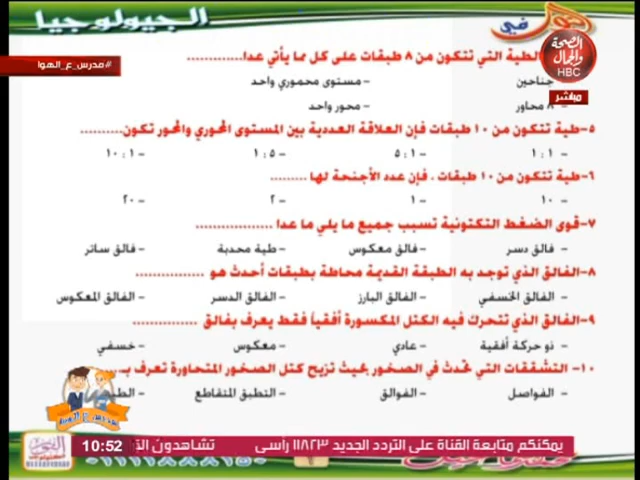 الجيولوجيا
في
الصحة
والجمال
HBC
مباشر
#مدرس_ع_الهوا
الطية التي تتكون من ٨ طبقات على كل مما يأتي عدا..............
جناحين
- مستوى محموري واحد
٨ محاور
- محور واحد
٥- طية تتكون من ١٠ طبقات فإن العلاقة العددية بين المستوى المحوري والمحور تكون..........
- ١ : ١
- ١ : ٥
- ٥ : ١
- ١ : ١٠
٦- طية تتكون من ١٠ طبقات ، فإن عدد الأجنحة لها .........
- ١٠
- ١
- ٢
- ٢٠
٧- قوى الضغط التكتونية تسبب جميع ما يلي ما عدا ...................
- فالق دسر
- فالق معكوس
- طية محدبة
- فالق ساتر
٨- الفالق الذي توجد به الطبقة القديمة محاطة بطبقات أحدث هو ................
- الفالق الخسفي
- الفالق البارز
- الفالق الدسر
- الفالق المعكوس
٩- الفالق الذي تتحرك فيه الكتل المكسورة أفقياً فقط يعرف بفالق ...............
- ذو حركة أفقية
- عادي
- معكوس
- خسفي
١٠- التشققات التي تحدث في الصخور بحيث تزيح كتل الصخور المتجاورة تعرف بـ...
- الفواصل
- الفوالق
- التطبق المتقاطع
يمكنكم متابعة القناة على التردد الجديد ١١٨٢٣ رأسى
تشاهدون
10:52